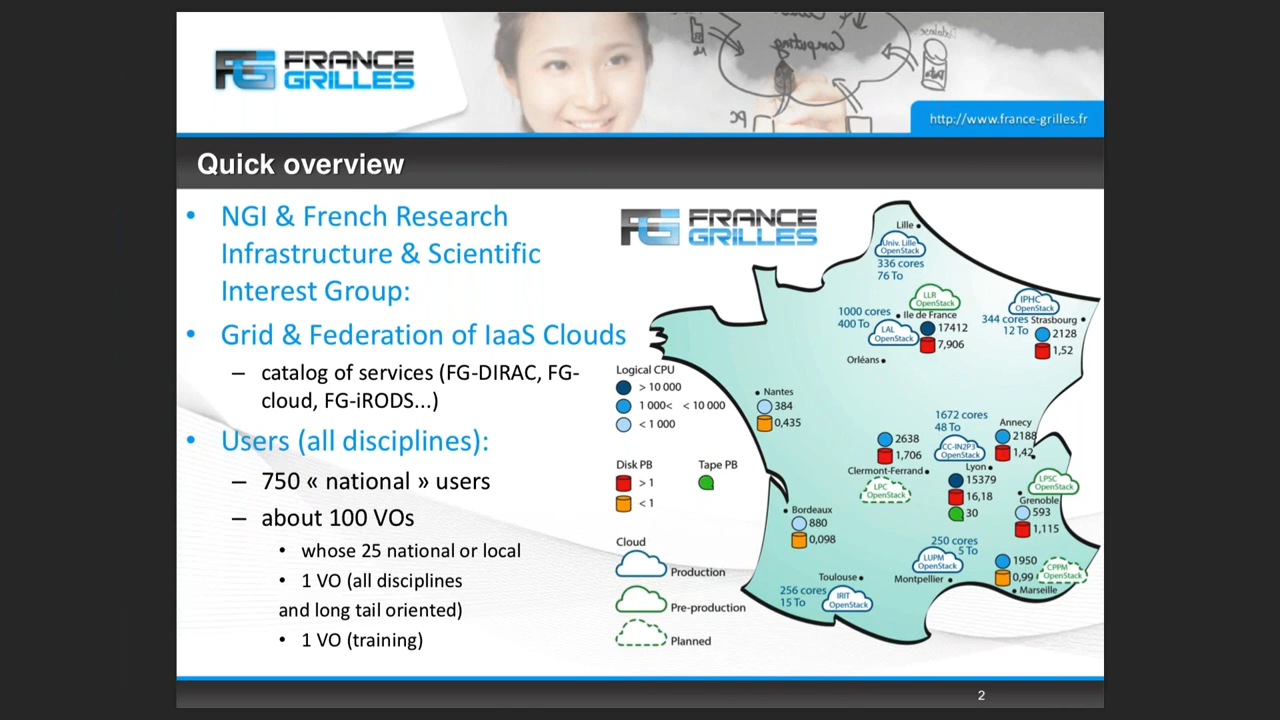 FG FRANCE
GRILLES
Computing
Database
Data
PC
http://www.france-grilles.fr
Quick overview
• NGI & French Research
Infrastructure & Scientific
Interest Group:
• Grid & Federation of IaaS Clouds
– catalog of services (FG-DIRAC, FG-
cloud, FG-iRODS...)
• Users (all disciplines):
– 750 « national » users
– about 100 VOs
• whose 25 national or local
• 1 VO (all disciplines
and long tail oriented)
• 1 VO (training)
FG FRANCE
GRILLES
Lille
Univ. Lille
OpenStack
336 cores
76 To
LLR
OpenStack
Ile de France
1000 cores
400 To
LAL
OpenStack
17412
7,906
IPHC
OpenStack
344 cores
12 To
Strasbourg
2128
1,52
Orléans
Logical CPU
> 10 000
1 000< < 10 000
< 1 000
Disk PB
> 1
< 1
Tape PB
Cloud
Production
Pre-production
Planned
Nantes
384
0,435
2638
1,706
Clermont-Ferrand
LPC
OpenStack
1672 cores
48 To
CC-IN2P3
OpenStack
Lyon
15379
16,18
30
Annecy
2188
1,42
LPSC
OpenStack
Grenoble
593
1,115
Bordeaux
880
0,098
250 cores
5 To
LUPM
OpenStack
Montpellier
1950
0,99
CPPM
OpenStack
Marseille
Toulouse
256 cores
15 To
IRIT
OpenStack
2